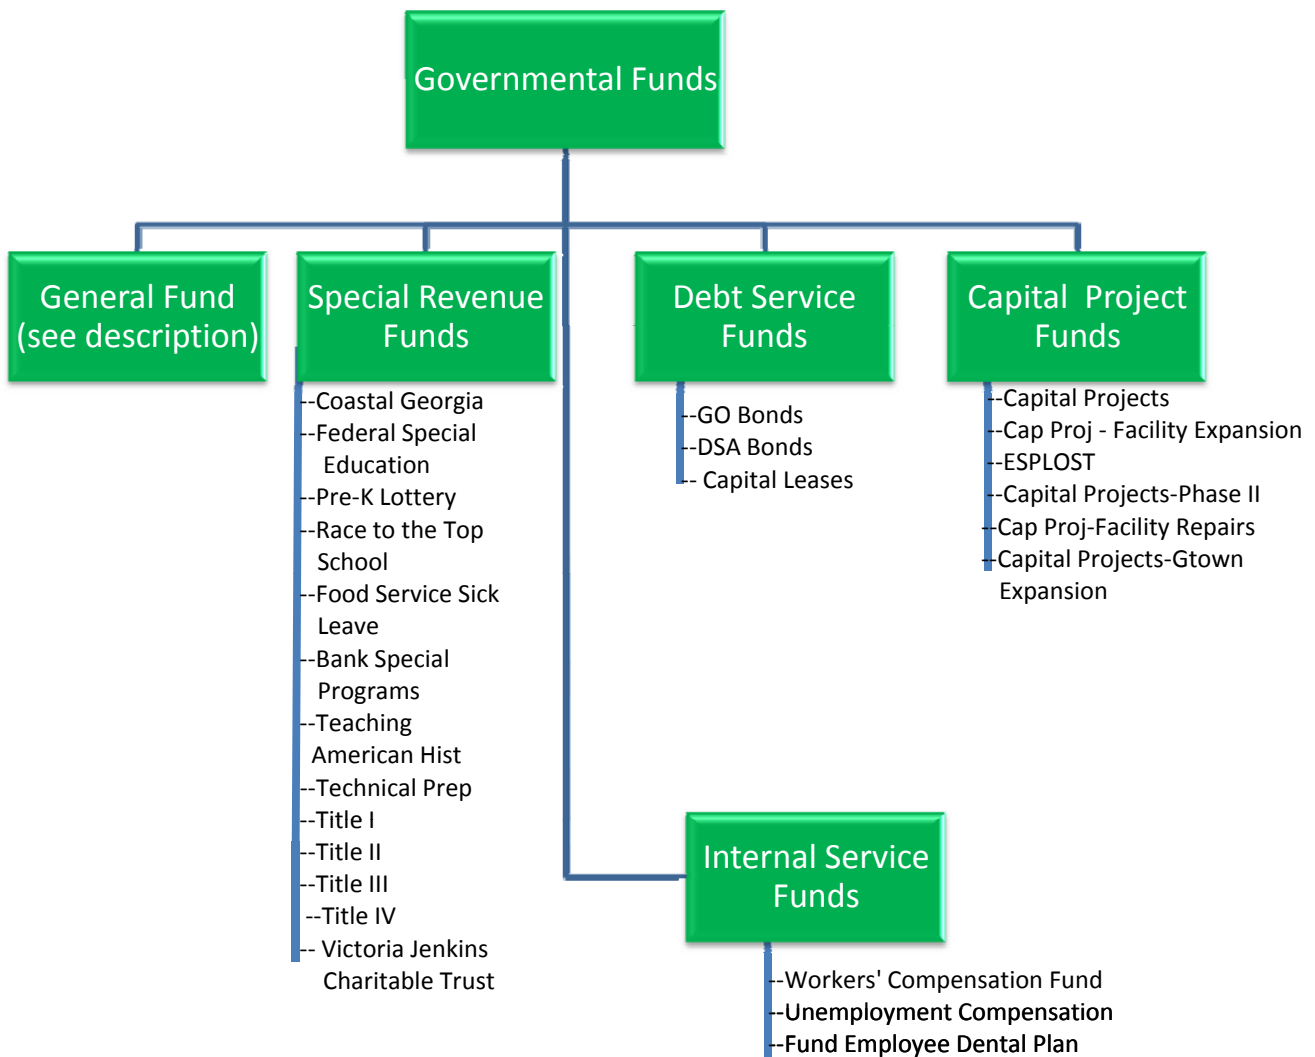 Governmental Funds
General Fund
(see description)
Special Revenue
Funds
--Coastal Georgia
--Federal Special
Education
--Pre-K Lottery
--Race to the Top
School
--Food Service Sick
Leave
--Bank Special
Programs
--Teaching
American Hist
--Technical Prep
--Title I
--Title II
--Title III
--Title IV
-- Victoria Jenkins
Charitable Trust
Debt Service
Funds
--GO Bonds
--DSA Bonds
-- Capital Leases
Capital Project
Funds
--Capital Projects
--Cap Proj - Facility Expansion
--ESPLOST
--Capital Projects-Phase II
--Cap Proj-Facility Repairs
--Capital Projects-Gtown
Expansion
Internal Service
Funds
--Workers' Compensation Fund
--Unemployment Compensation
--Fund Employee Dental Plan